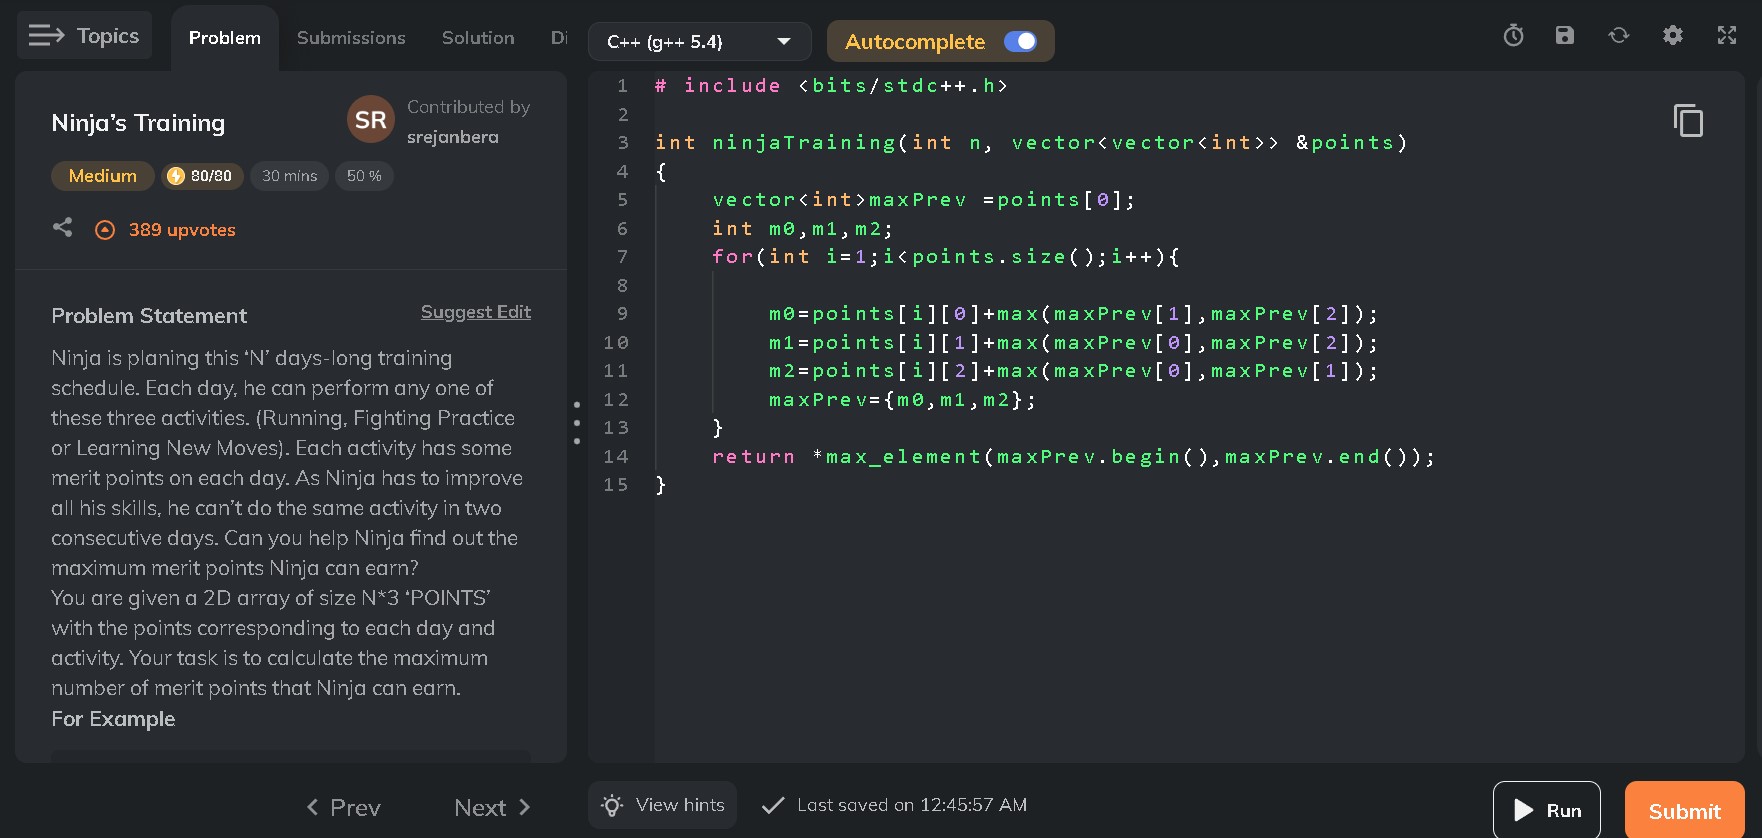 Topics
Problem
Submissions
Solution
Di
C++ (g++ 5.4)
Autocomplete
Ninja’s Training
SR
Contributed by
srejanbera
Medium
80/80
30 mins
50 %
389 upvotes
Problem Statement
Suggest Edit
Ninja is planing this ‘N’ days-long training
schedule. Each day, he can perform any one of
these three activities. (Running, Fighting Practice
or Learning New Moves). Each activity has some
merit points on each day. As Ninja has to improve
all his skills, he can’t do the same activity in two
consecutive days. Can you help Ninja find out the
maximum merit points Ninja can earn?
You are given a 2D array of size N*3 ‘POINTS’
with the points corresponding to each day and
activity. Your task is to calculate the maximum
number of merit points that Ninja can earn.
For Example
Prev
Next
1 # include <bits/stdc++.h>
2
3 int ninjaTraining(int n, vector<vector<int>> &points)
4 {
5     vector<int>maxPrev =points[0];
6     int m0,m1,m2;
7     for(int i=1;i<points.size();i++){
8
9         m0=points[i][0]+max(maxPrev[1],maxPrev[2]);
10         m1=points[i][1]+max(maxPrev[0],maxPrev[2]);
11         m2=points[i][2]+max(maxPrev[0],maxPrev[1]);
12         maxPrev={m0,m1,m2};
13     }
14     return *max_element(maxPrev.begin(),maxPrev.end());
15 }
View hints
Last saved on 12:45:57 AM
Run
Submit